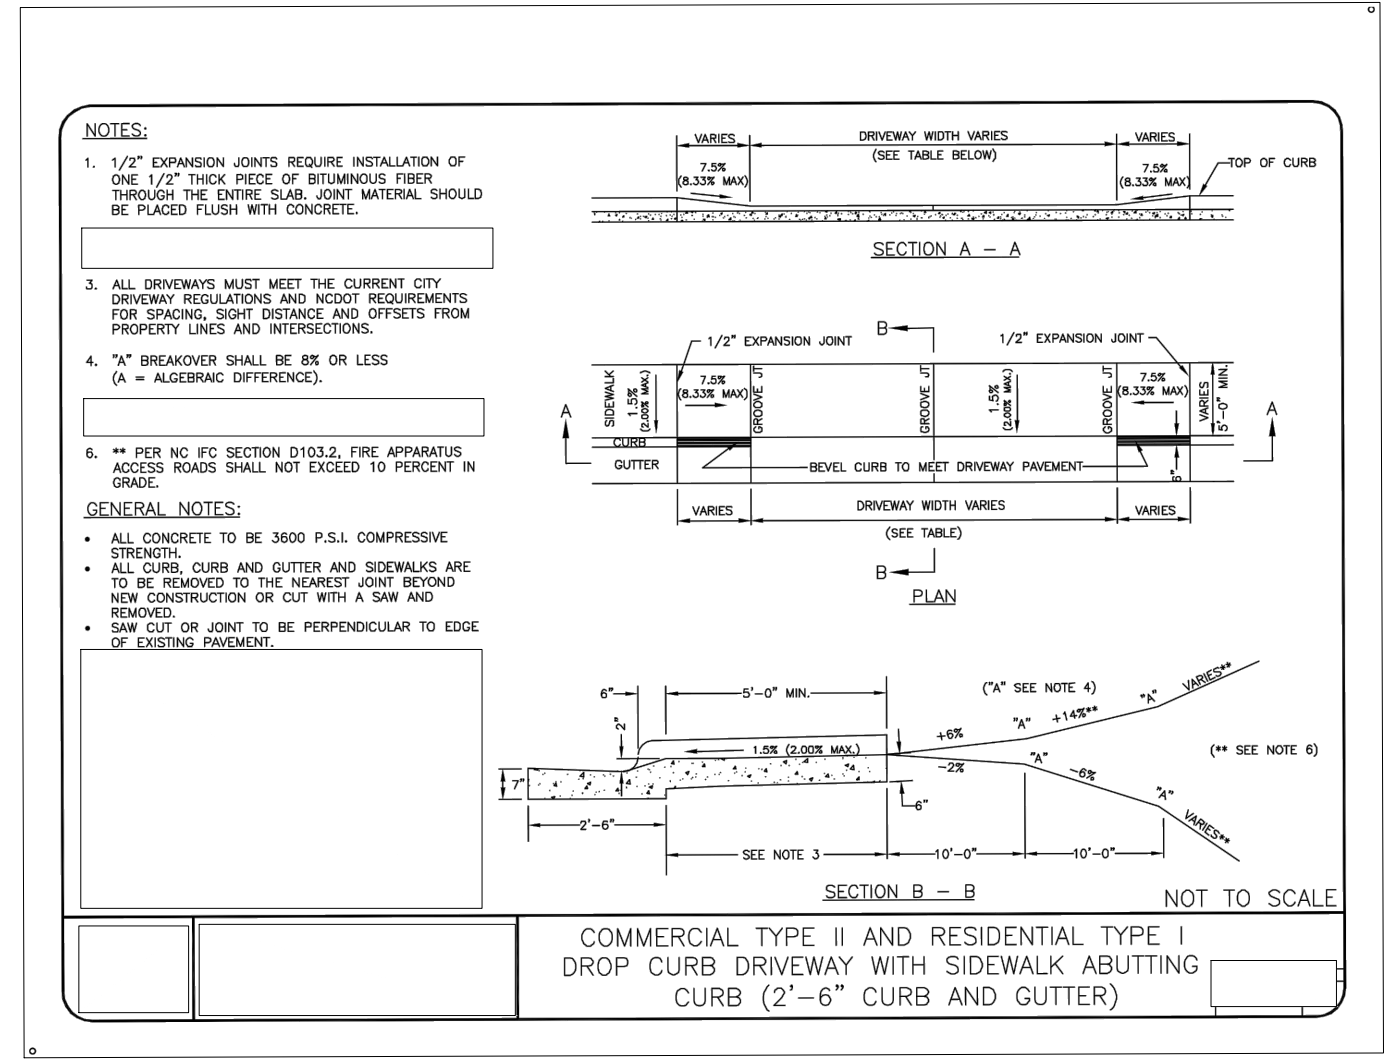 NOTES:
1. 1/2" EXPANSION JOINTS REQUIRE INSTALLATION OF
ONE 1/2" THICK PIECE OF BITUMINOUS FIBER
THROUGH THE ENTIRE SLAB. JOINT MATERIAL SHOULD
BE PLACED FLUSH WITH CONCRETE.
3. ALL DRIVEWAYS MUST MEET THE CURRENT CITY
DRIVEWAY REGULATIONS AND NCDOT REQUIREMENTS
FOR SPACING, SIGHT DISTANCE AND OFFSETS FROM
PROPERTY LINES AND INTERSECTIONS.
4. "A" BREAKOVER SHALL BE 8% OR LESS
(A = ALGEBRAIC DIFFERENCE).
6. ** PER NC IFC SECTION D103.2, FIRE APPARATUS
ACCESS ROADS SHALL NOT EXCEED 10 PERCENT IN
GRADE.
GENERAL NOTES:
• ALL CONCRETE TO BE 3600 P.S.I. COMPRESSIVE
STRENGTH.
• ALL CURB, CURB AND GUTTER AND SIDEWALKS ARE
TO BE REMOVED TO THE NEAREST JOINT BEYOND
NEW CONSTRUCTION OR CUT WITH A SAW AND
REMOVED.
• SAW CUT OR JOINT TO BE PERPENDICULAR TO EDGE
OF EXISTING PAVEMENT.
VARIES
DRIVEWAY WIDTH VARIES
(SEE TABLE BELOW)
VARIES
7.5%
(8.33% MAX)
7.5%
(8.33% MAX)
TOP OF CURB
SECTION A – A
B
1/2" EXPANSION JOINT
1/2" EXPANSION JOINT
SIDEWALK
1.5%
(2.00% MAX.)
7.5%
(8.33% MAX)
GROOVE JT
GROOVE JT
1.5%
(2.00% MAX.)
GROOVE JT
7.5%
(8.33% MAX)
VARIES
5'-0" MIN.
A
A
CURB
GUTTER
BEVEL CURB TO MEET DRIVEWAY PAVEMENT
6"
VARIES
DRIVEWAY WIDTH VARIES
(SEE TABLE)
VARIES
B
PLAN
6"
5'-0" MIN.
2"
1.5% (2.00% MAX.)
7"
2'-6"
SEE NOTE 3
6"
("A" SEE NOTE 4)
+6%
"A"
+14%**
"A"
VARIES**
(** SEE NOTE 6)
-2%
"A"
-6%
"A"
VARIES**
10'-0"
10'-0"
SECTION B – B
NOT TO SCALE
COMMERCIAL TYPE II AND RESIDENTIAL TYPE I
DROP CURB DRIVEWAY WITH SIDEWALK ABUTTING
CURB (2'-6" CURB AND GUTTER)